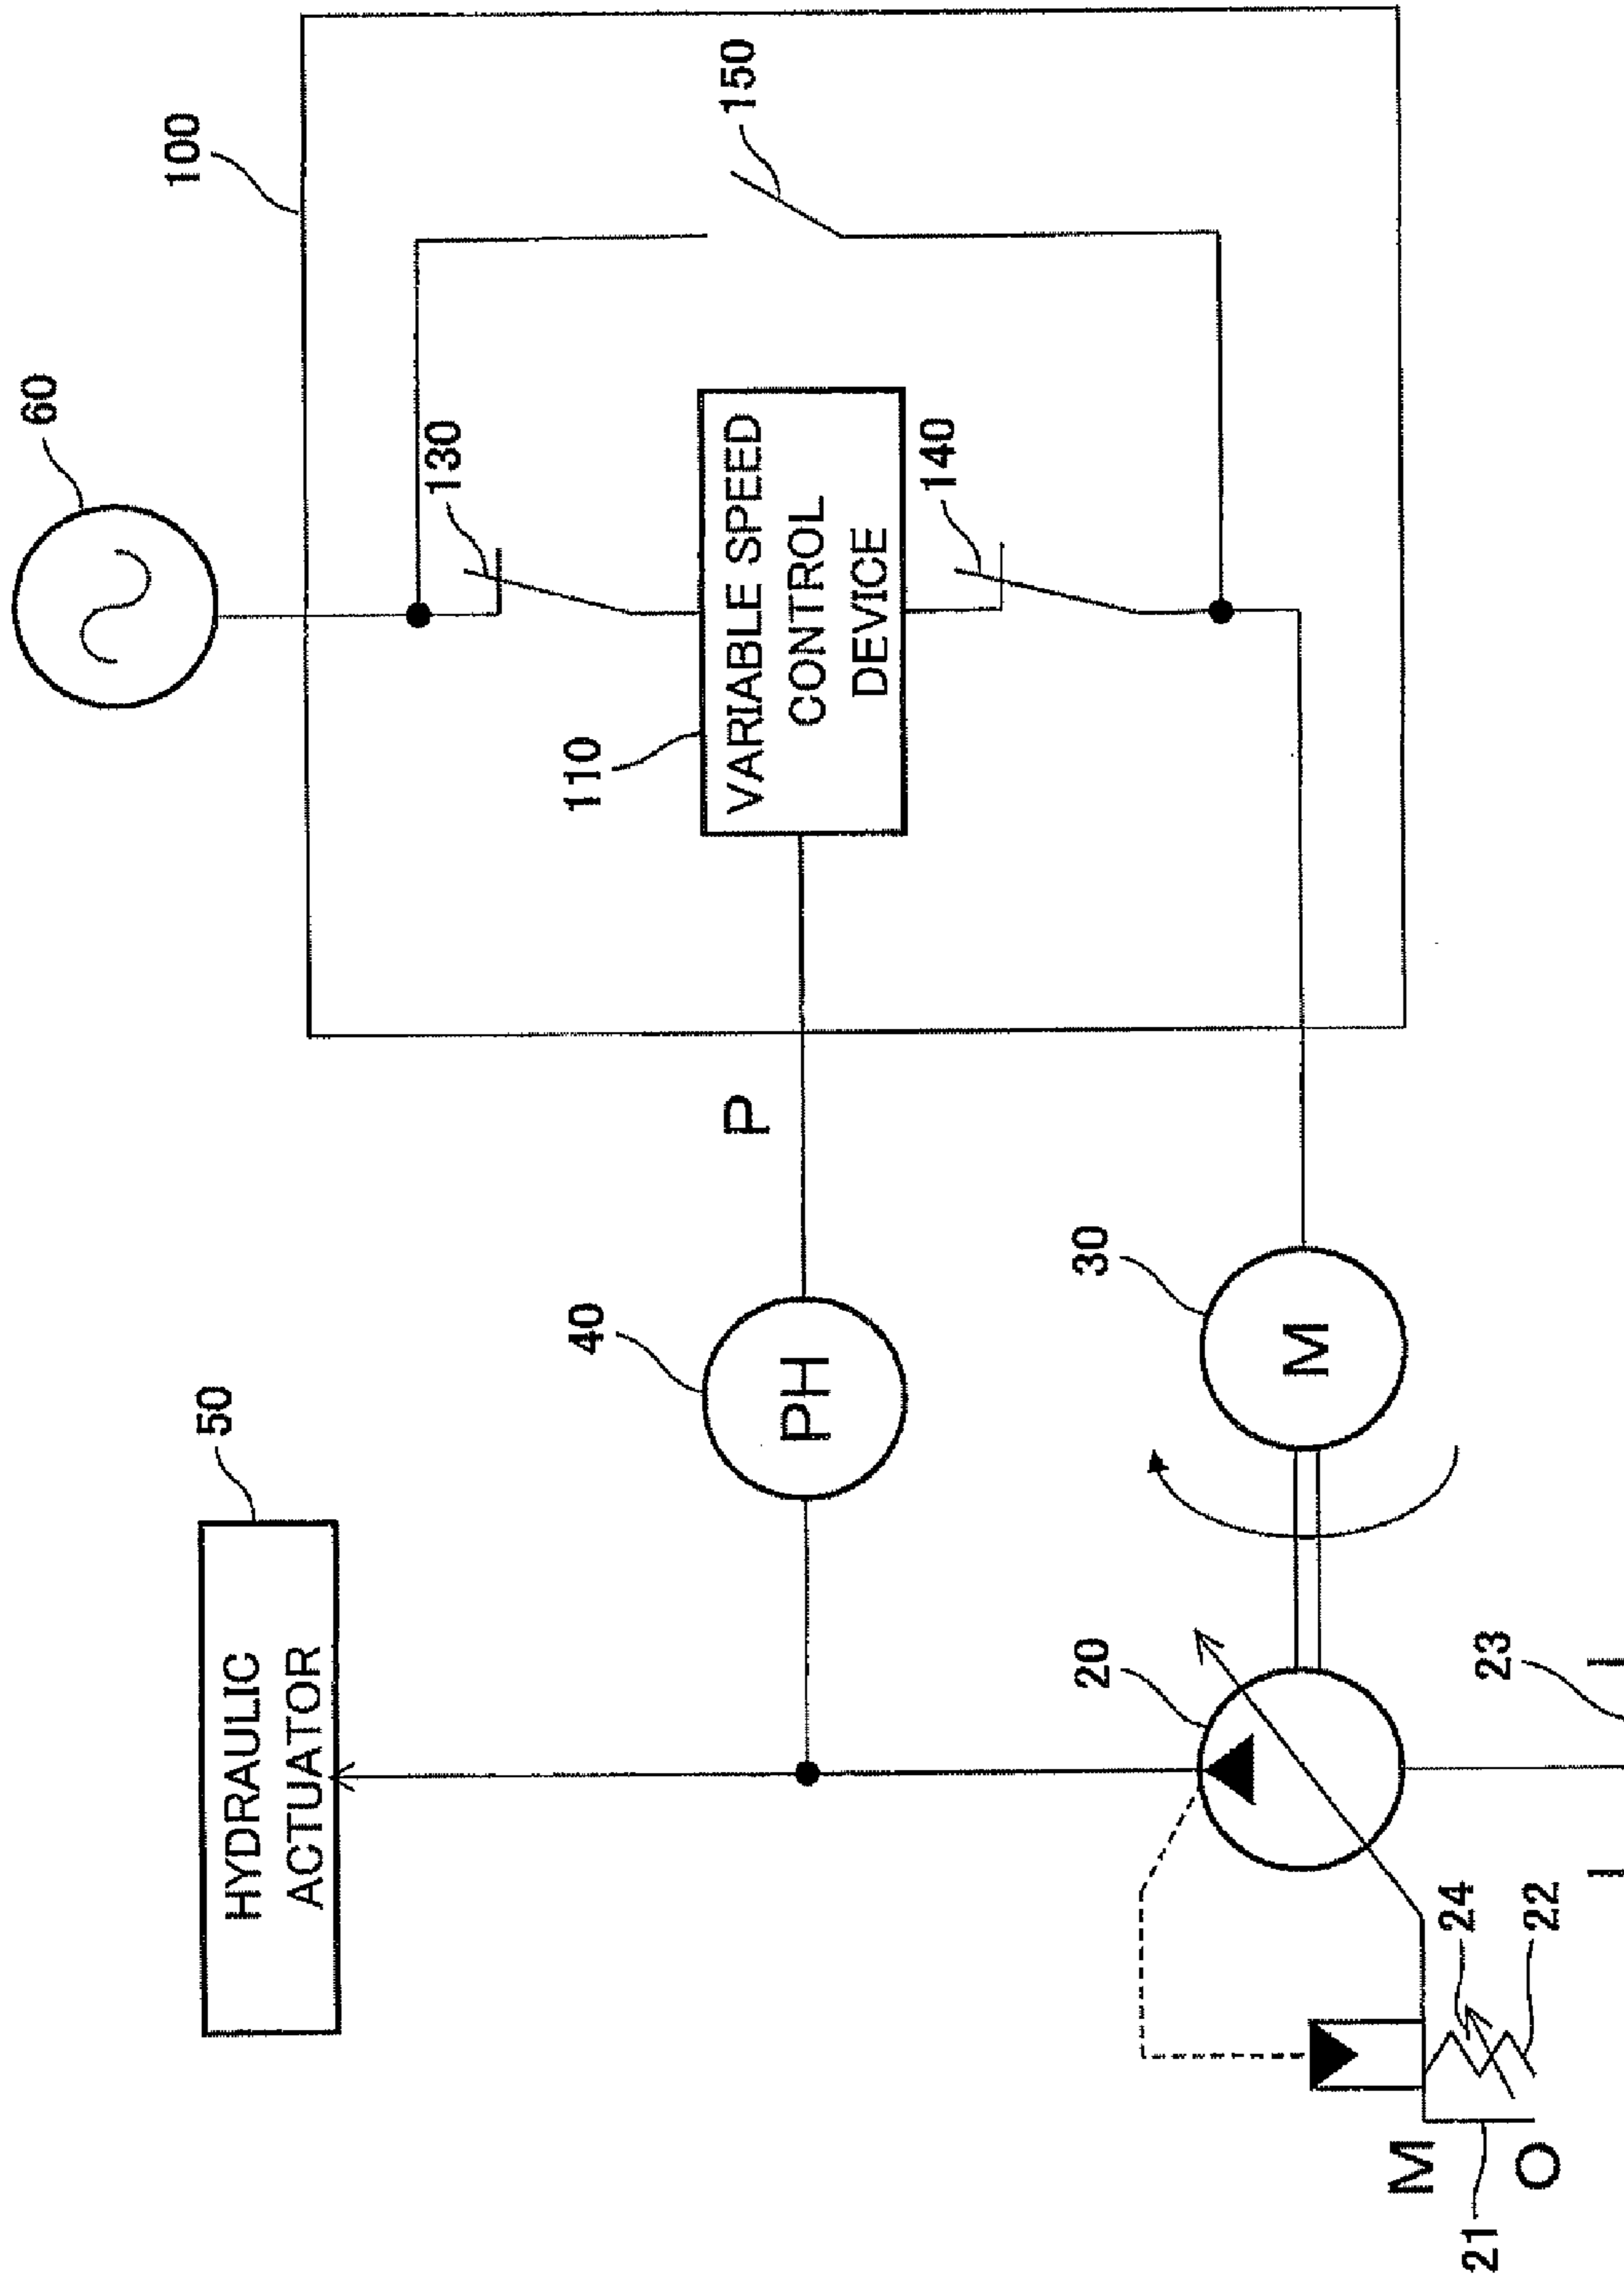 60
100
150
130
110
VARIABLE SPEED
CONTROL
DEVICE
140
50
HYDRAULIC
ACTUATOR
40
PH
P
30
M
20
23
24
22
M
O
21